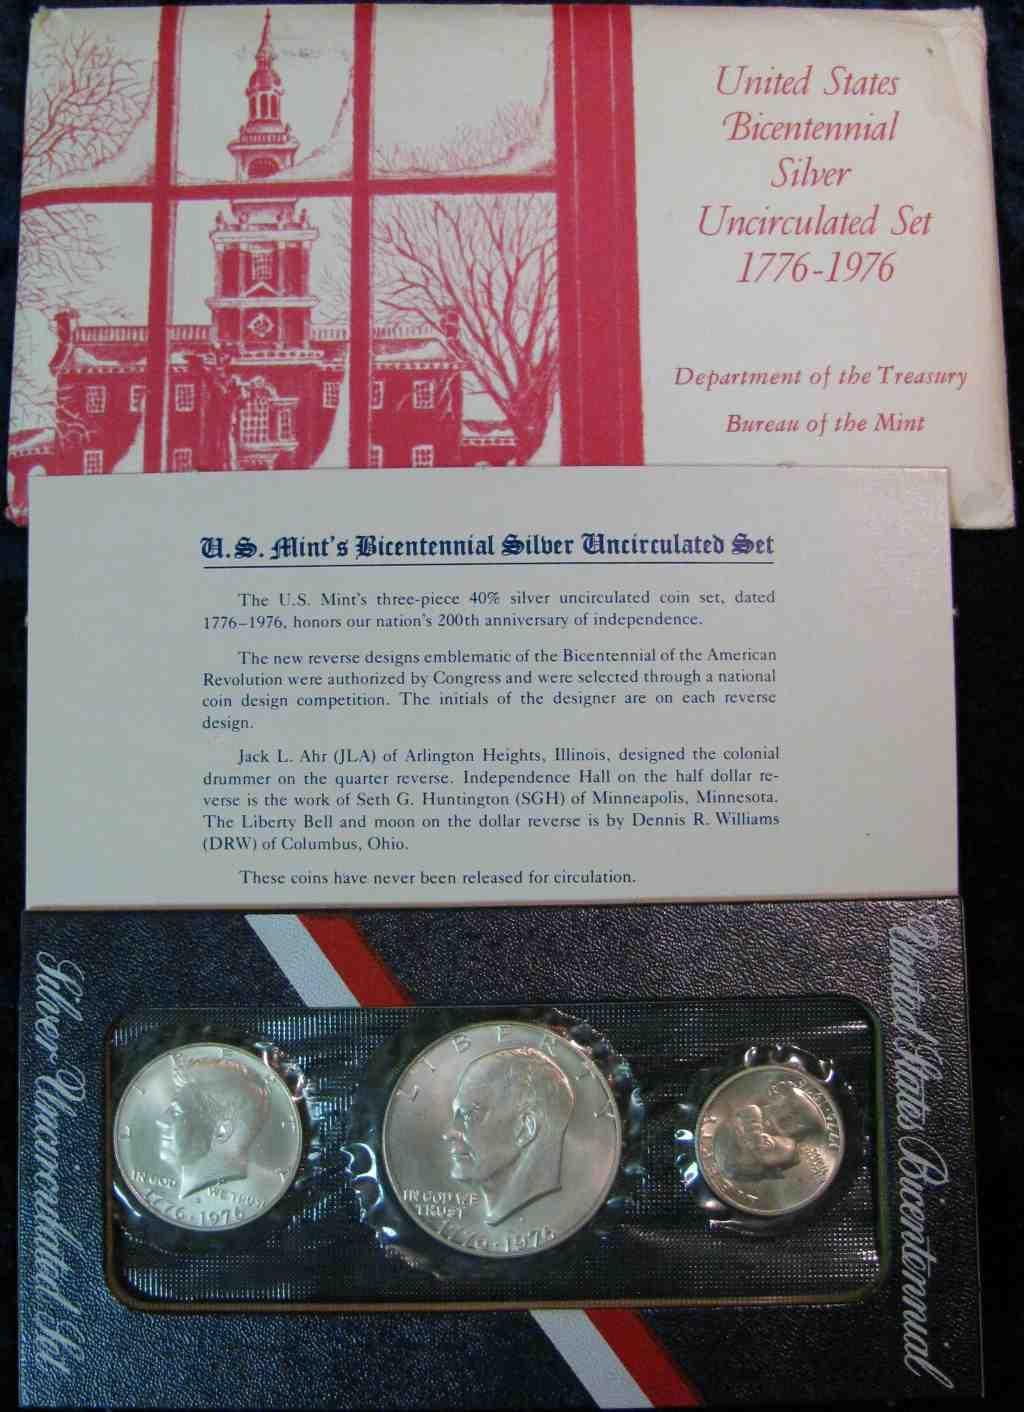 United States
Bicentennial
Silver
Uncirculated Set
1776-1976
Department of the Treasury
Bureau of the Mint
U.S. Mint's Bicentennial Silver Uncirculated Set
The U.S. Mint's three-piece 40% silver uncirculated coin set, dated
1776–1976, honors our nation's 200th anniversary of independence.
The new reverse designs emblematic of the Bicentennial of the American
Revolution were authorized by Congress and were selected through a national
coin design competition. The initials of the designer are on each reverse
design.
Jack L. Ahr (JLA) of Arlington Heights, Illinois, designed the colonial
drummer on the quarter reverse. Independence Hall on the half dollar re-
verse is the work of Seth G. Huntington (SGH) of Minneapolis, Minnesota.
The Liberty Bell and moon on the dollar reverse is by Dennis R. Williams
(DRW) of Columbus, Ohio.
These coins have never been released for circulation.
United States Bicentennial
Silver Uncirculated Set
LIBERTY
IN GOD WE TRUST
1776·1976
LIBERTY
IN GOD WE
TRUST
1776·1976
LIBERTY